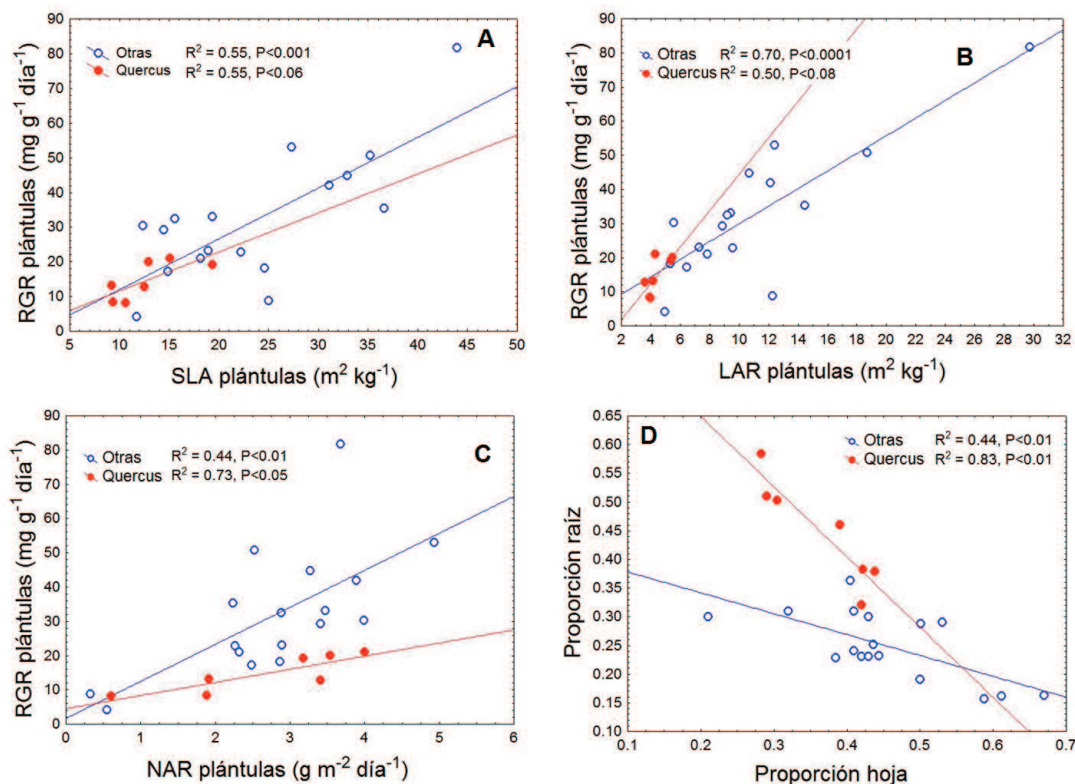 A
Otras R² = 0.55, P<0.001
Quercus R² = 0.55, P<0.06
RGR plántulas (mg g⁻¹ día⁻¹)
90
80
70
60
50
40
30
20
10
0
5 10 15 20 25 30 35 40 45 50
SLA plántulas (m² kg⁻¹)
B
Otras R² = 0.70, P<0.0001
Quercus R² = 0.50, P<0.08
RGR plántulas (mg g⁻¹ día⁻¹)
90
80
70
60
50
40
30
20
10
0
2 4 6 8 10 12 14 16 18 20 22 24 26 28 30 32
LAR plántulas (m² kg⁻¹)
C
Otras R² = 0.44, P<0.01
Quercus R² = 0.73, P<0.05
RGR plántulas (mg g⁻¹ día⁻¹)
90
80
70
60
50
40
30
20
10
0
0 1 2 3 4 5 6
NAR plántulas (g m⁻² día⁻¹)
D
Otras R² = 0.44, P<0.01
Quercus R² = 0.83, P<0.01
Proporción raíz
0.65
0.60
0.55
0.50
0.45
0.40
0.35
0.30
0.25
0.20
0.15
0.10
0.1 0.2 0.3 0.4 0.5 0.6 0.7
Proporción hoja